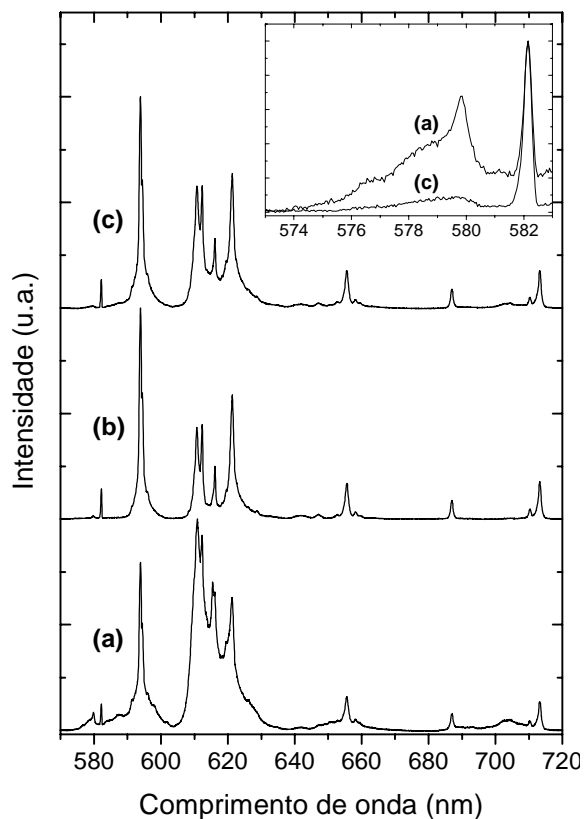 (a)
(c)
574 576 578 580 582
(c)
(b)
(a)
Intensidade (u.a.)
580 600 620 640 660 680 700 720
Comprimento de onda (nm)